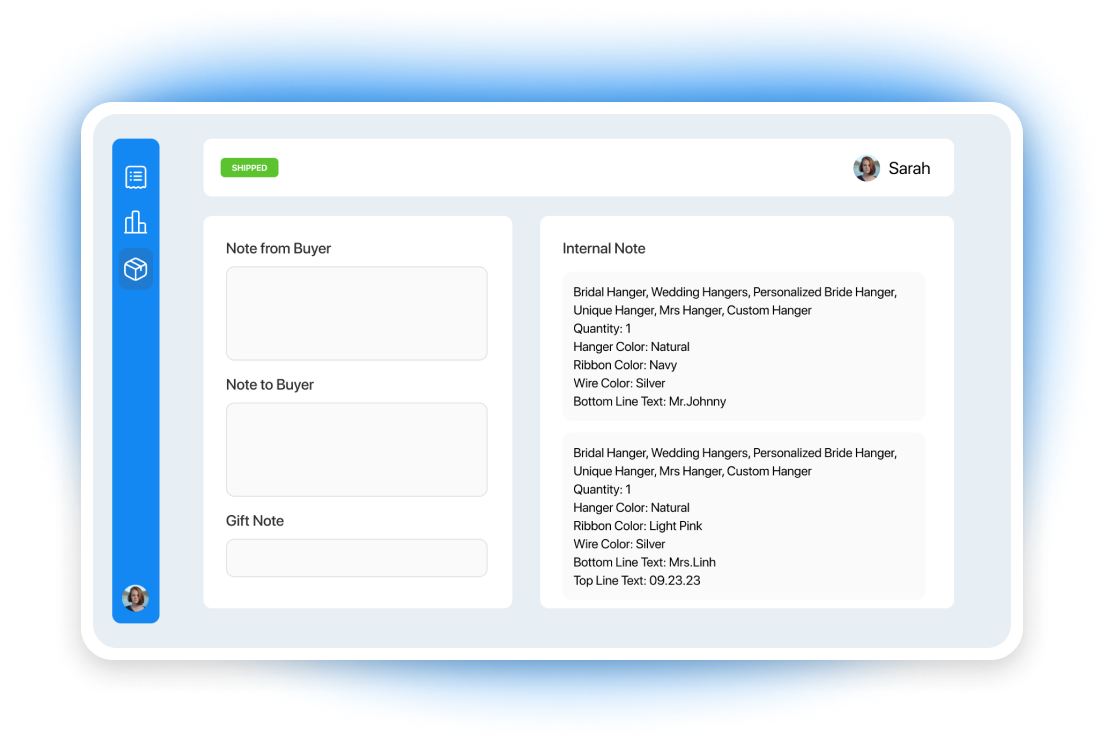 SHIPPED
Sarah
Note from Buyer
Note to Buyer
Gift Note
Internal Note
Bridal Hanger, Wedding Hangers, Personalized Bride Hanger,
Unique Hanger, Mrs Hanger, Custom Hanger
Quantity: 1
Hanger Color: Natural
Ribbon Color: Navy
Wire Color: Silver
Bottom Line Text: Mr.Johnny
Bridal Hanger, Wedding Hangers, Personalized Bride Hanger,
Unique Hanger, Mrs Hanger, Custom Hanger
Quantity: 1
Hanger Color: Natural
Ribbon Color: Light Pink
Wire Color: Silver
Bottom Line Text: Mrs.Linh
Top Line Text: 09.23.23